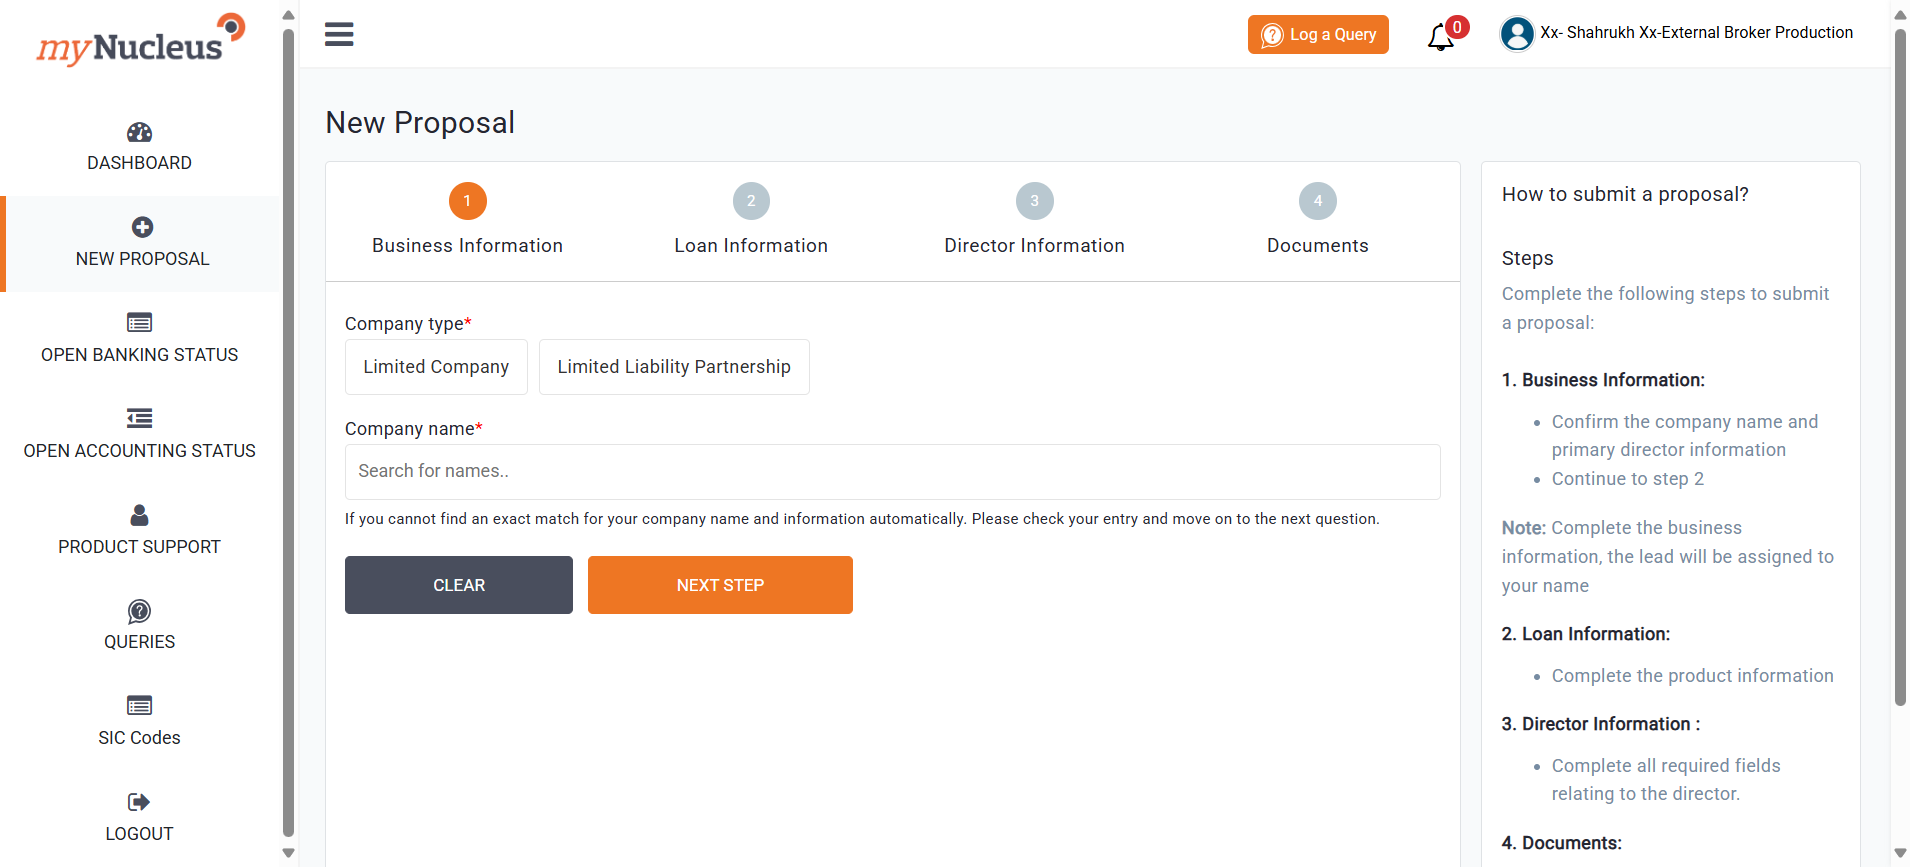 myNucleus
DASHBOARD
NEW PROPOSAL
OPEN BANKING STATUS
OPEN ACCOUNTING STATUS
PRODUCT SUPPORT
QUERIES
SIC Codes
LOGOUT
Log a Query
0
Xx- Shahrukh Xx-External Broker Production
New Proposal
1
Business Information
2
Loan Information
3
Director Information
4
Documents
Company type*
Limited Company
Limited Liability Partnership
Company name*
Search for names..
If you cannot find an exact match for your company name and information automatically. Please check your entry and move on to the next question.
CLEAR
NEXT STEP
How to submit a proposal?
Steps
Complete the following steps to submit
a proposal:
1. Business Information:
• Confirm the company name and
primary director information
• Continue to step 2
Note: Complete the business
information, the lead will be assigned to
your name
2. Loan Information:
• Complete the product information
3. Director Information :
• Complete all required fields
relating to the director.
4. Documents: